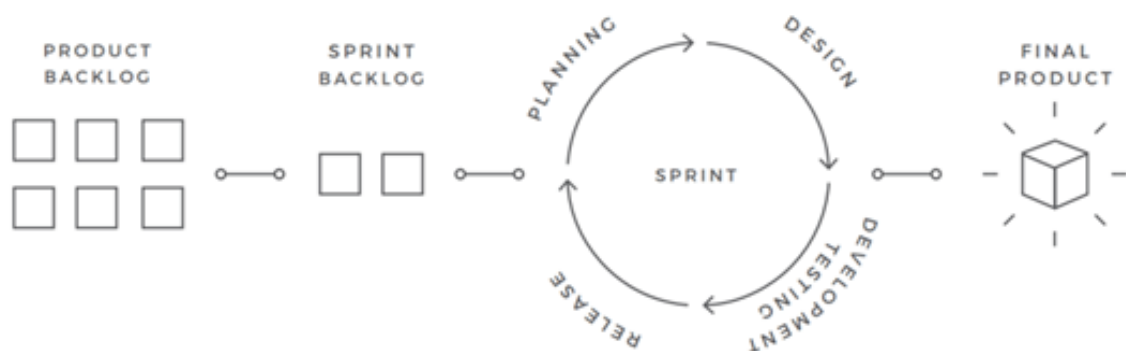 PRODUCT
BACKLOG
SPRINT
BACKLOG
PLANNING
DESIGN
SPRINT
DEVELOPMENT
TESTING
RELEASE
FINAL
PRODUCT